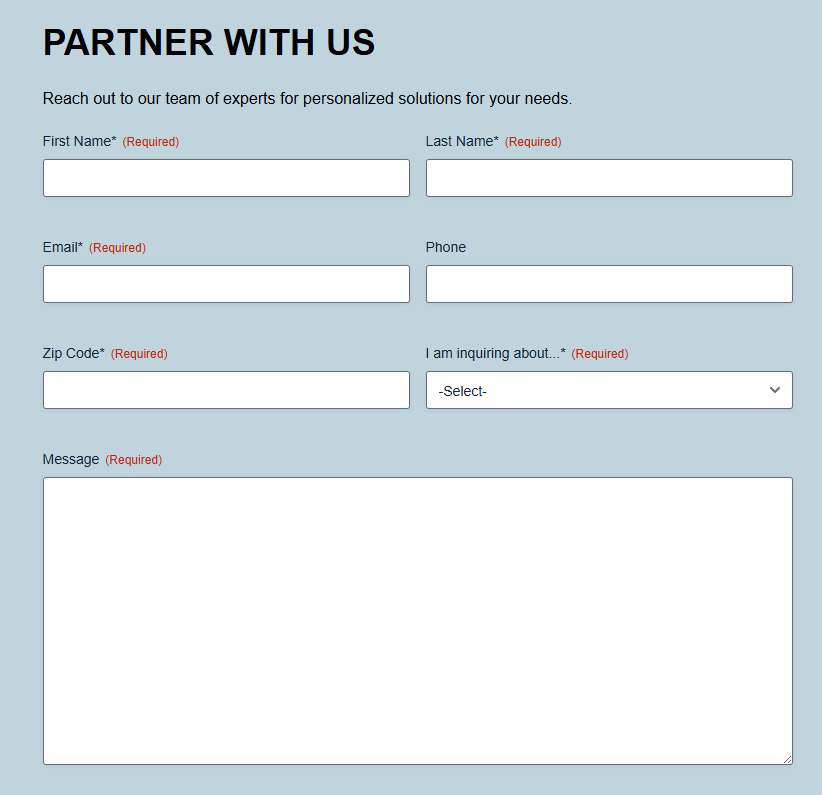 PARTNER WITH US
Reach out to our team of experts for personalized solutions for your needs.
First Name* (Required) Last Name* (Required)
Email* (Required) Phone
Zip Code* (Required) I am inquiring about...* (Required)
-Select-
Message (Required)